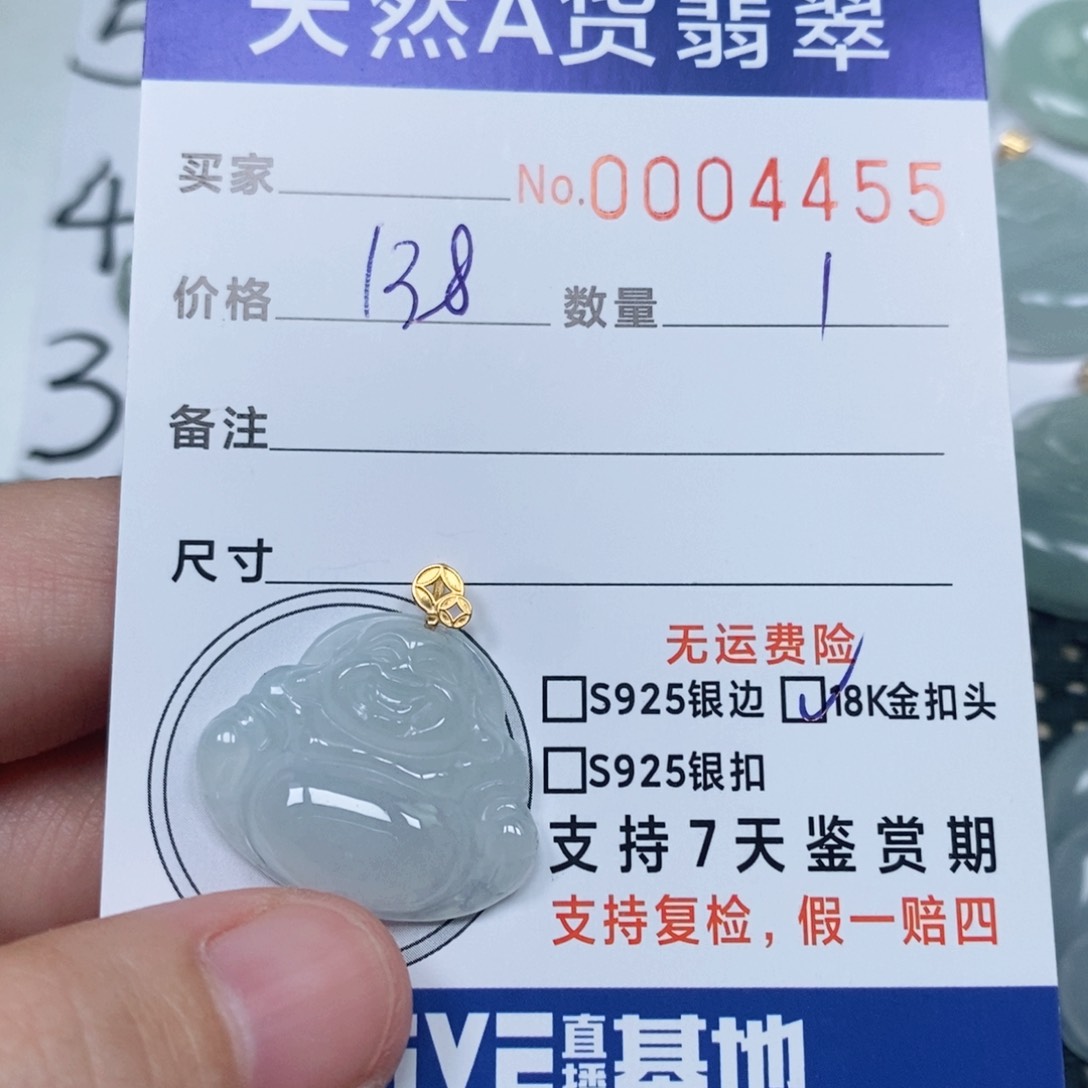 5
4
3
天然A货翡翠
买家 No.0004455
价格 138 数量 1
备注
尺寸
无运费险
S925银边 18K金扣头
S925银扣
支持7天鉴赏期
支持复检，假一赔四
直播基地